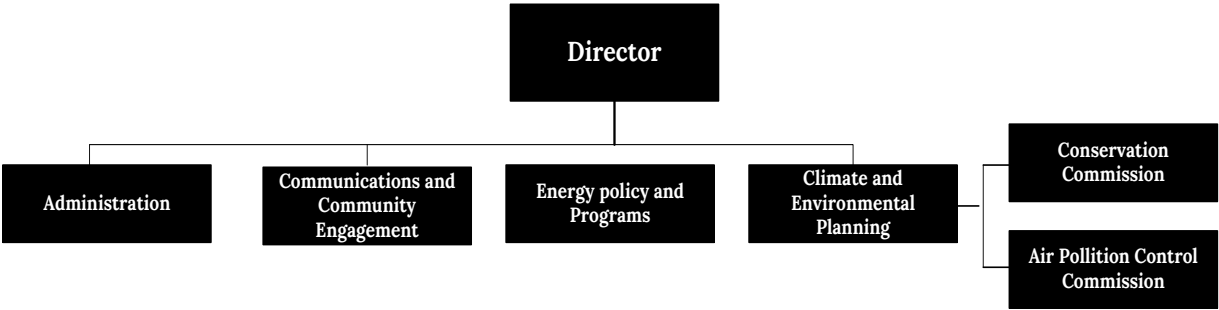 Director
Administration
Communications and
Community
Engagement
Energy policy and
Programs
Climate and
Environmental
Planning
Conservation
Commission
Air Pollition Control
Commission